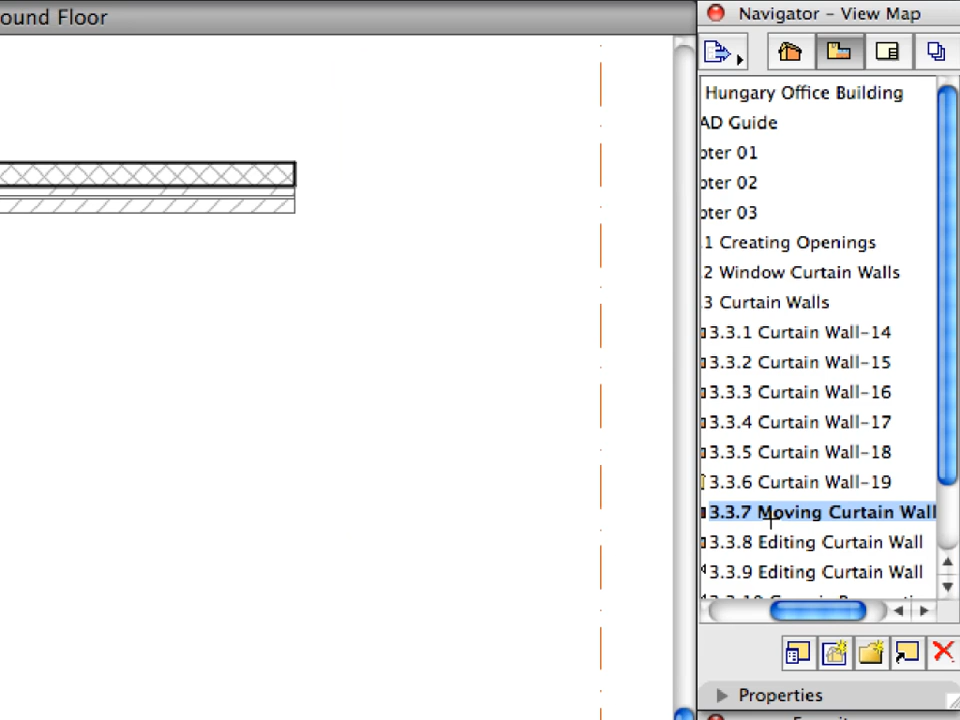 ound Floor
Navigator - View Map
Hungary Office Building
AD Guide
oter 01
oter 02
oter 03
.1 Creating Openings
.2 Window Curtain Walls
.3 Curtain Walls
3.3.1 Curtain Wall-14
3.3.2 Curtain Wall-15
3.3.3 Curtain Wall-16
3.3.4 Curtain Wall-17
3.3.5 Curtain Wall-18
3.3.6 Curtain Wall-19
3.3.7 Moving Curtain Wall
3.3.8 Editing Curtain Wall
3.3.9 Editing Curtain Wall
Properties